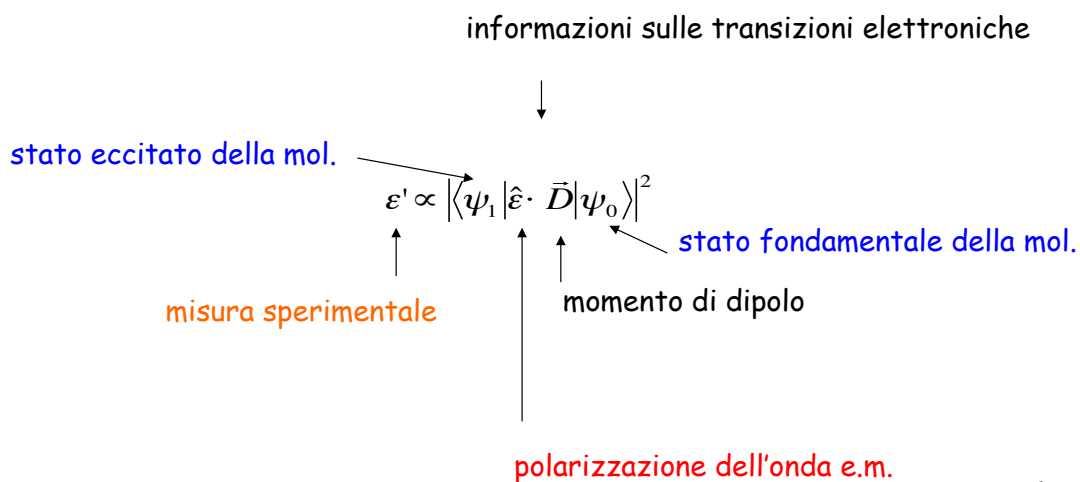 informazioni sulle transizioni elettroniche
stato eccitato della mol.
ε' ∝ |⟨ψ₁|ε̂· D⃗|ψ₀⟩|²
stato fondamentale della mol.
misura sperimentale
momento di dipolo
polarizzazione dell'onda e.m.